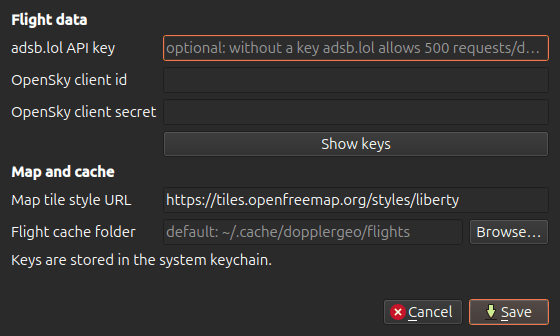 Flight data
adsb.lol API key optional: without a key adsb.lol allows 500 requests/d…
OpenSky client id
OpenSky client secret
Show keys
Map and cache
Map tile style URL https://tiles.openfreemap.org/styles/liberty
Flight cache folder default: ~/.cache/dopplergeo/flights Browse…
Keys are stored in the system keychain.
Cancel Save